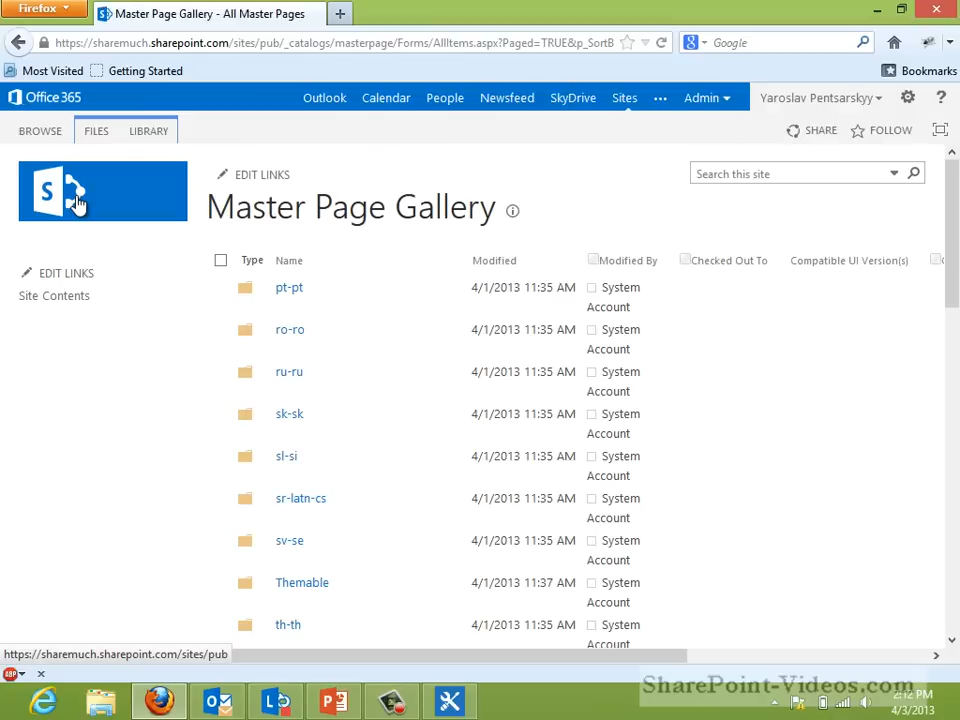 Firefox
Master Page Gallery - All Master Pages
https://sharemuch.sharepoint.com/sites/pub/_catalogs/masterpage/Forms/AllItems.aspx?Paged=TRUE&p_SortB
Google
Most Visited
Getting Started
Bookmarks
Office 365
Outlook
Calendar
People
Newsfeed
SkyDrive
Sites
Admin
Yaroslav Pentsarskyy
?
BROWSE
FILES
LIBRARY
SHARE
FOLLOW
S
EDIT LINKS
Search this site
Master Page Gallery
EDIT LINKS
Site Contents
Type Name Modified Modified By Checked Out To Compatible UI Version(s)
pt-pt 4/1/2013 11:35 AM System
Account
ro-ro 4/1/2013 11:35 AM System
Account
ru-ru 4/1/2013 11:35 AM System
Account
sk-sk 4/1/2013 11:35 AM System
Account
sl-si 4/1/2013 11:35 AM System
Account
sr-latn-cs 4/1/2013 11:35 AM System
Account
sv-se 4/1/2013 11:35 AM System
Account
Themable 4/1/2013 11:37 AM System
Account
th-th 4/1/2013 11:35 AM System
Account
https://sharemuch.sharepoint.com/sites/pub
ABP
SharePoint-Videos.com
2:12 PM
4/3/2013